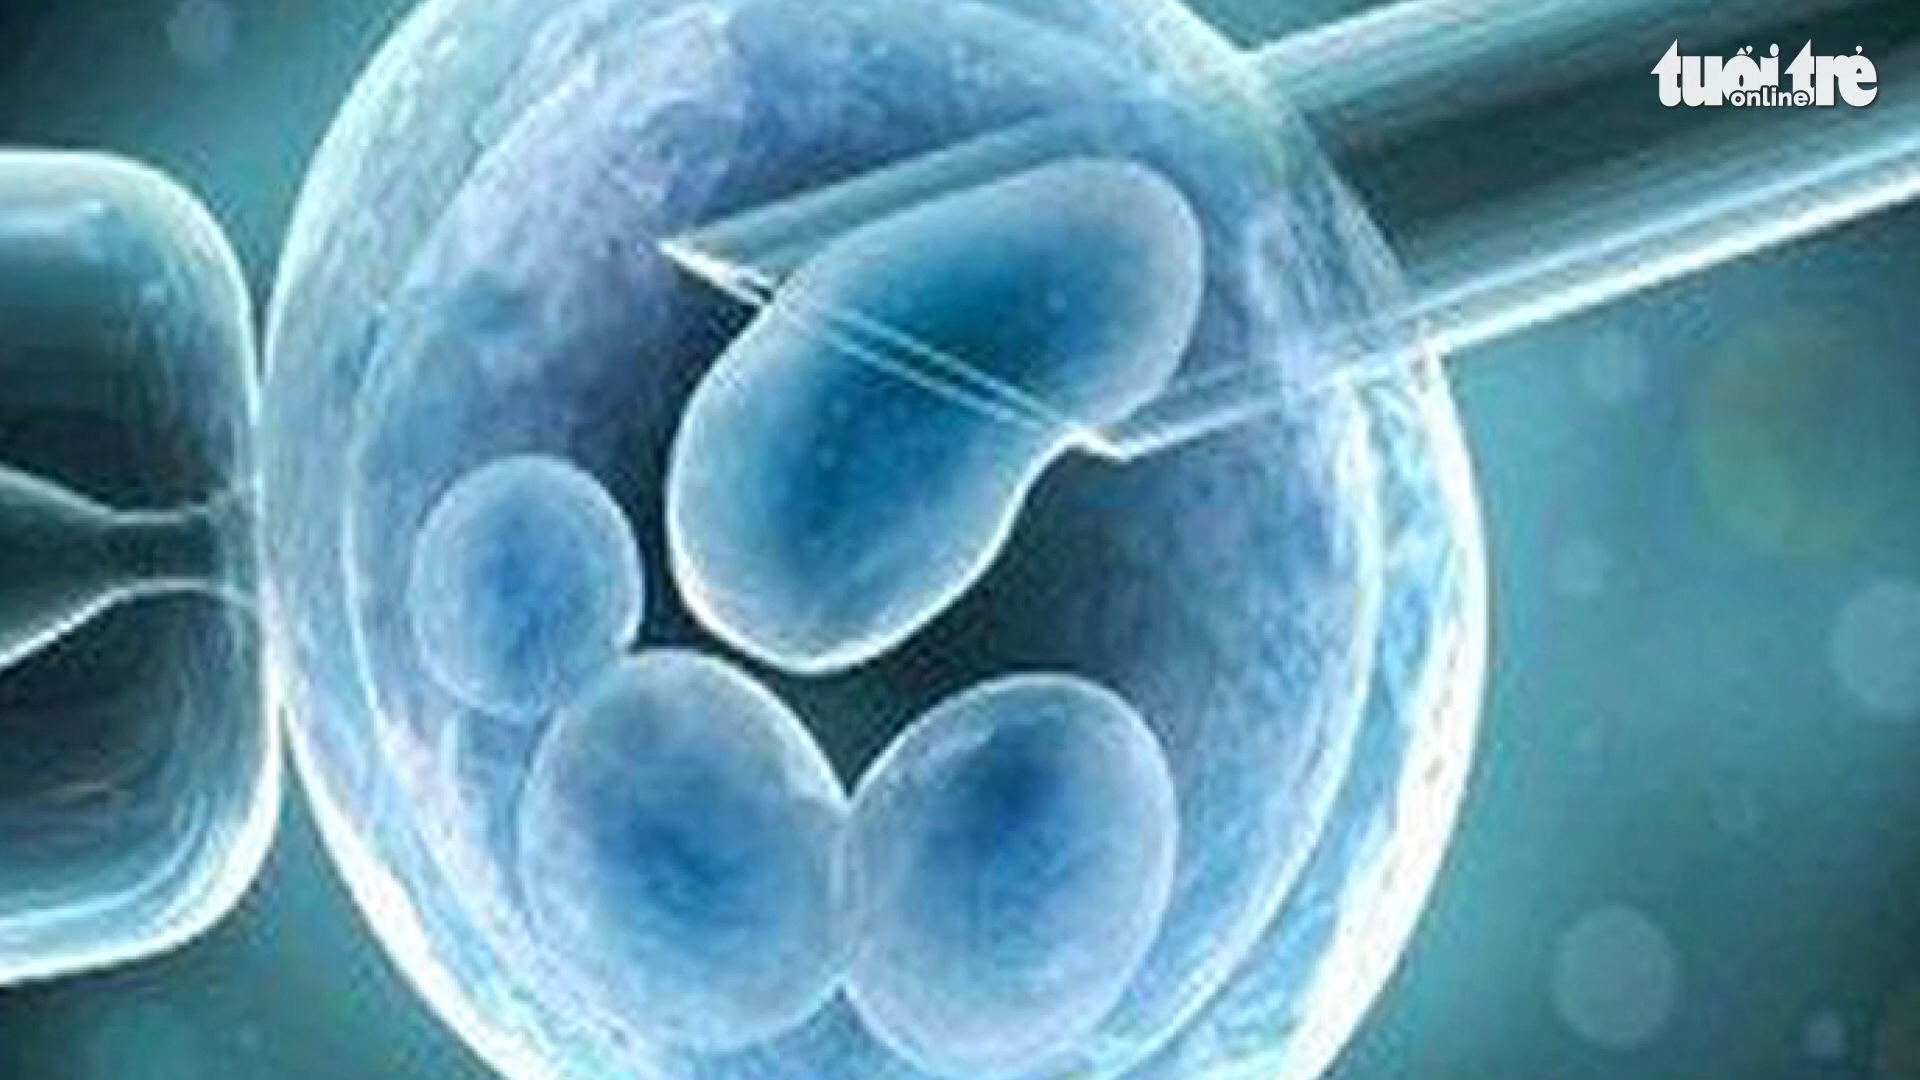 tuổi trẻ
online